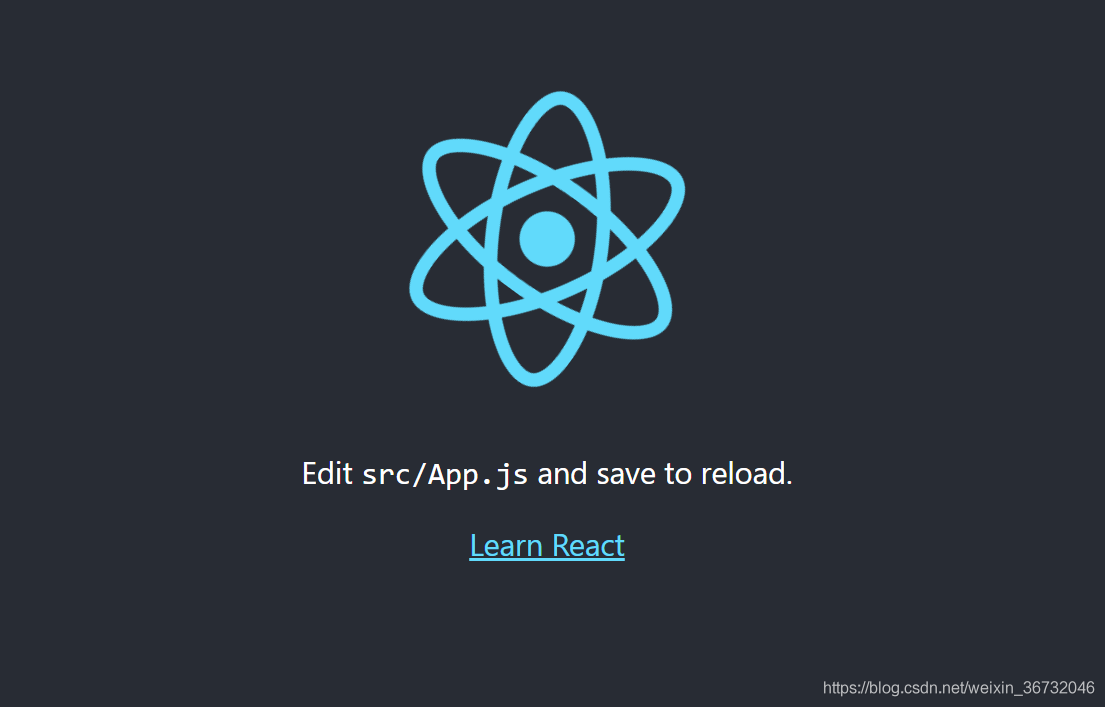 Edit src/App.js and save to reload.
Learn React
https://blog.csdn.net/weixin_36732046